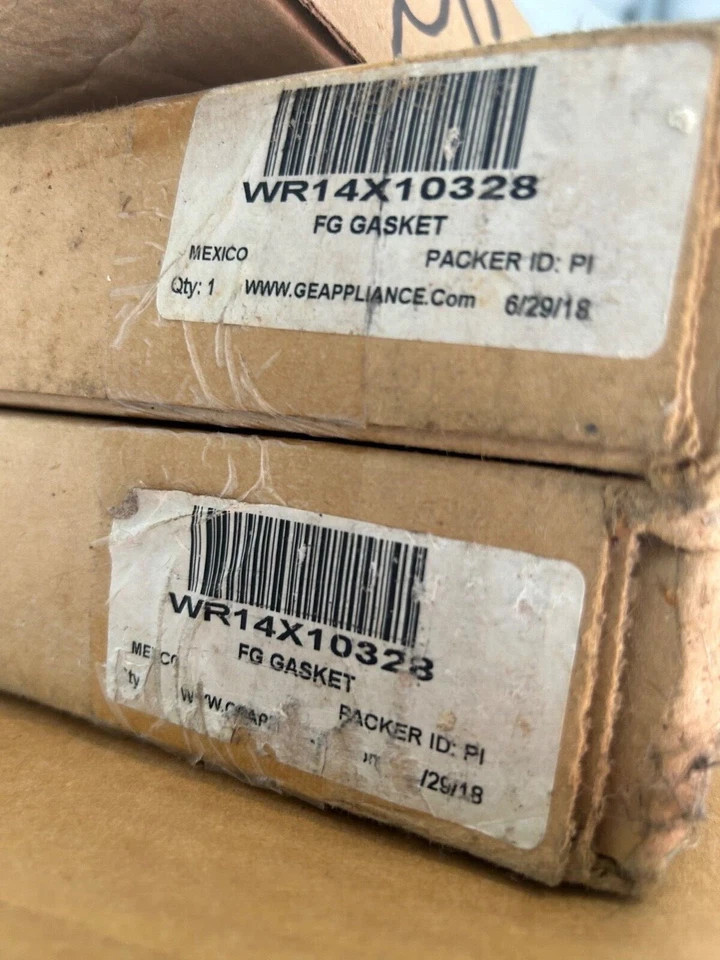 WR14X10328
FG GASKET
MEXICO PACKER ID: PI
Qty: 1 WWW.GEAPPLIANCE.Com 6/29/18
WR14X10328
FG GASKET
PACKER ID: PI
/29/18